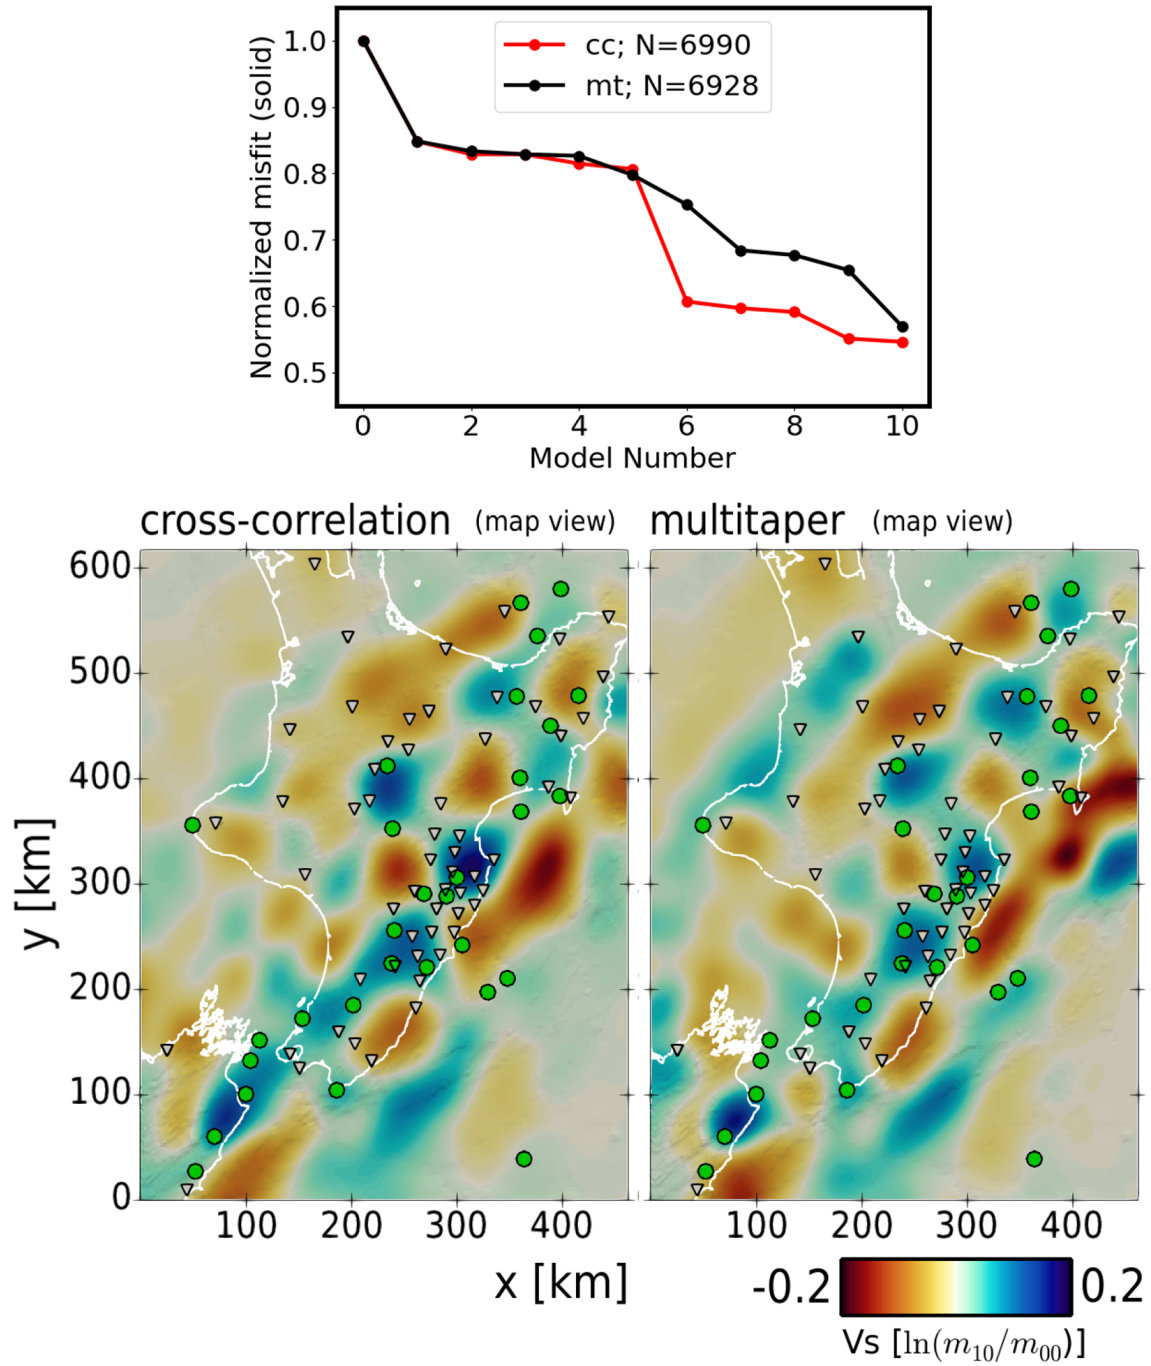 1.0
0.9
0.8
0.7
0.6
0.5
Normalized misfit (solid)
cc; N=6990
mt; N=6928
0 2 4 6 8 10
Model Number
cross-correlation (map view)
multitaper (map view)
600
500
400
300
200
100
0
y [km]
100 200 300 400
100 200 300 400
x [km]
-0.2 0.2
Vs [ln(m₁₀/m₀₀)]